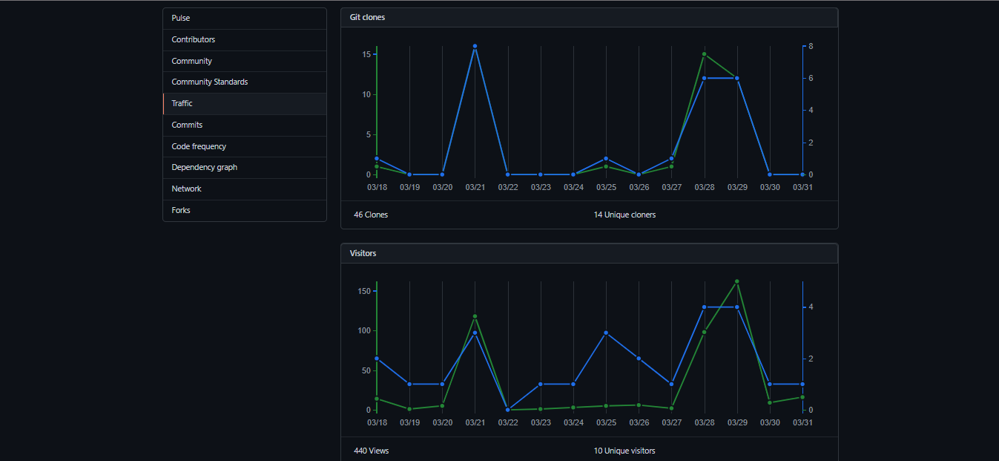 Pulse
Contributors
Community
Community Standards
Traffic
Commits
Code frequency
Dependency graph
Network
Forks
Git clones
15
10
5
0
8
6
4
2
0
03/18 03/19 03/20 03/21 03/22 03/23 03/24 03/25 03/26 03/27 03/28 03/29 03/30 03/31
46 Clones 14 Unique cloners
Visitors
150
100
50
0
4
2
0
03/18 03/19 03/20 03/21 03/22 03/23 03/24 03/25 03/26 03/27 03/28 03/29 03/30 03/31
440 Views 10 Unique visitors